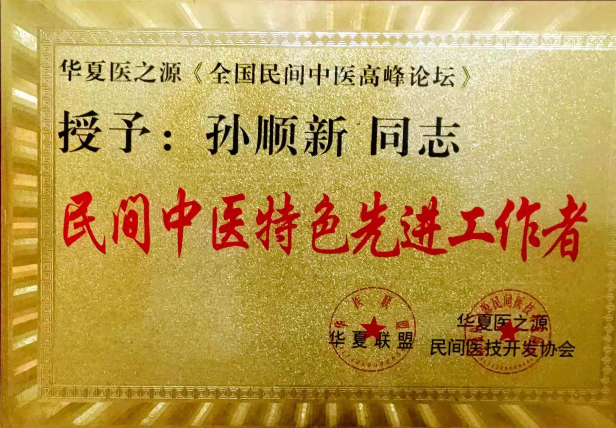 华夏医之源《全国民间中医高峰论坛》
授予：孙顺新 同志
民间中医特色先进工作者
华夏联盟
华夏医之源
民间医技开发协会